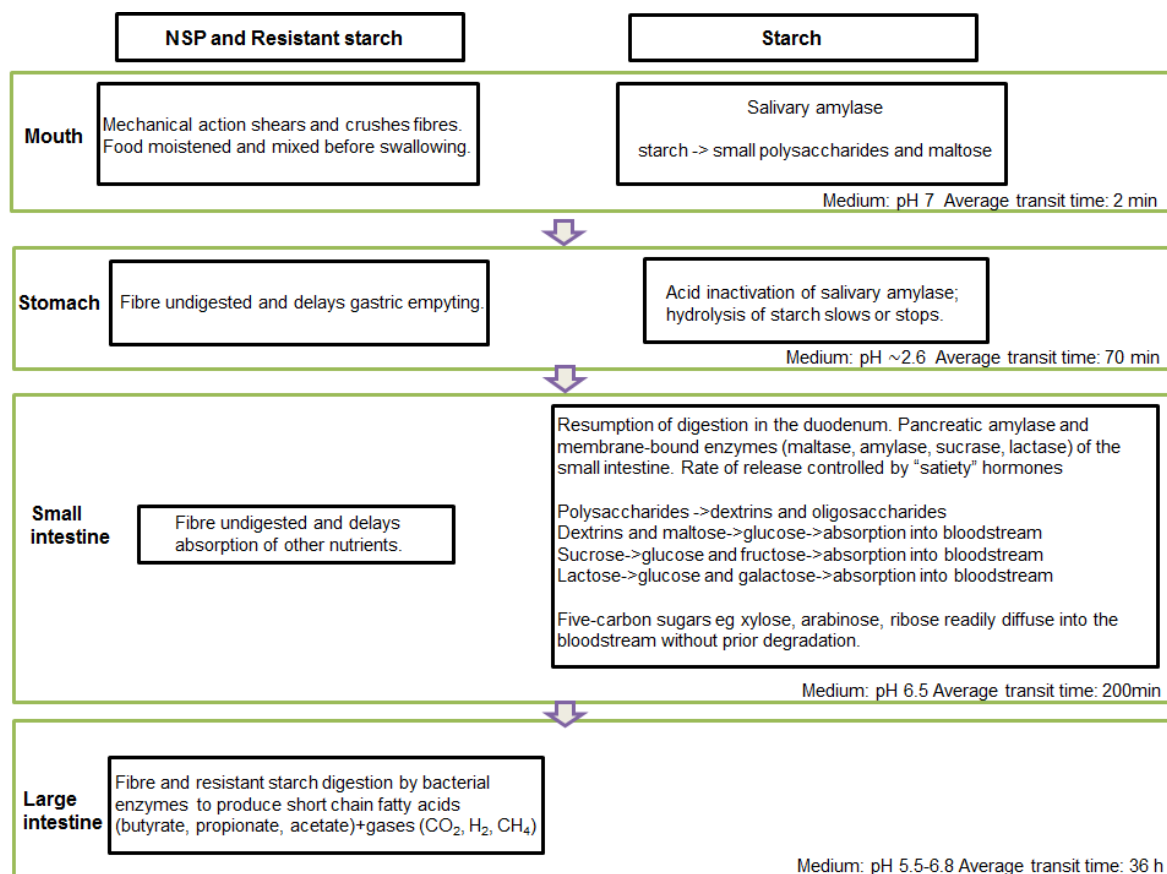 NSP and Resistant starch
Starch
Mouth
Mechanical action shears and crushes fibres.
Food moistened and mixed before swallowing.
Salivary amylase
starch -> small polysaccharides and maltose
Medium: pH 7 Average transit time: 2 min
Stomach
Fibre undigested and delays gastric empyting.
Acid inactivation of salivary amylase;
hydrolysis of starch slows or stops.
Medium: pH ~2.6 Average transit time: 70 min
Small
intestine
Fibre undigested and delays
absorption of other nutrients.
Resumption of digestion in the duodenum. Pancreatic amylase and
membrane-bound enzymes (maltase, amylase, sucrase, lactase) of the
small intestine. Rate of release controlled by “satiety” hormones
Polysaccharides ->dextrins and oligosaccharides
Dextrins and maltose->glucose->absorption into bloodstream
Sucrose->glucose and fructose->absorption into bloodstream
Lactose->glucose and galactose->absorption into bloodstream
Five-carbon sugars eg xylose, arabinose, ribose readily diffuse into the
bloodstream without prior degradation.
Medium: pH 6.5 Average transit time: 200min
Large
intestine
Fibre and resistant starch digestion by bacterial
enzymes to produce short chain fatty acids
(butyrate, propionate, acetate)+gases (CO₂, H₂, CH₄)
Medium: pH 5.5-6.8 Average transit time: 36 h